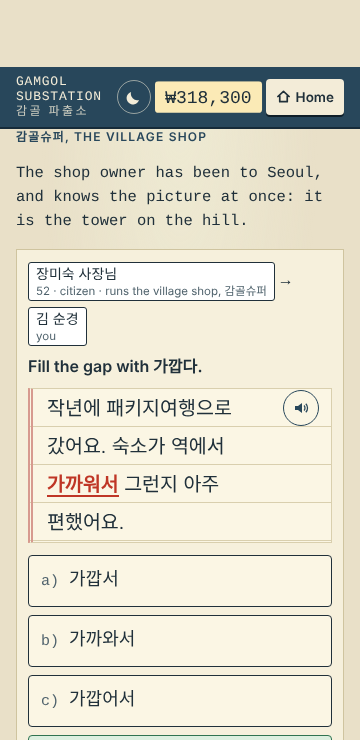 GAMGOL
SUBSTATION
감골 파출소
₩318,300
Home
감골슈퍼, THE VILLAGE SHOP
The shop owner has been to Seoul,
and knows the picture at once: it
is the tower on the hill.
장미숙 사장님
52 · citizen · runs the village shop, 감골슈퍼
→
김 순경
you
Fill the gap with 가깝다.
작년에 패키지여행으로
갔어요. 숙소가 역에서
가까워서 그런지 아주
편했어요.
a) 가깝서
b) 가까와서
c) 가깝어서